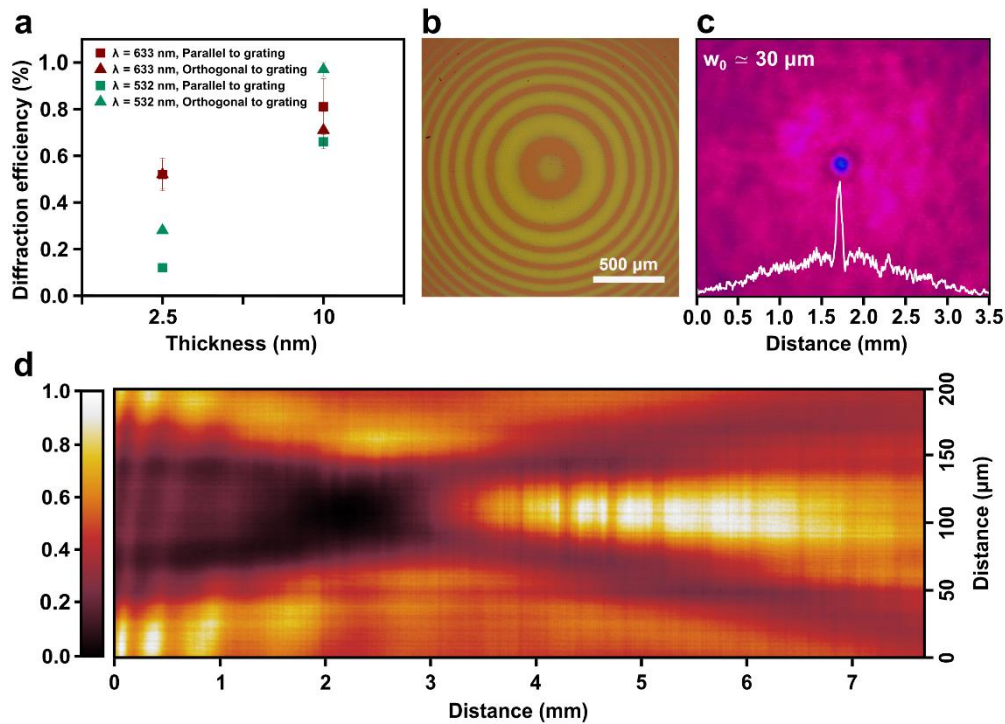 a
λ = 633 nm, Parallel to grating
λ = 633 nm, Orthogonal to grating
λ = 532 nm, Parallel to grating
λ = 532 nm, Orthogonal to grating
1.0
0.8
0.6
0.4
0.2
0.0
Diffraction efficiency (%)
2.5
10
Thickness (nm)
b
500 µm
c
w₀ ≃ 30 µm
0.0 0.5 1.0 1.5 2.0 2.5 3.0 3.5
Distance (mm)
d
1.0
0.8
0.6
0.4
0.2
0.0
200
150
100
50
0
Distance (µm)
0 1 2 3 4 5 6 7
Distance (mm)